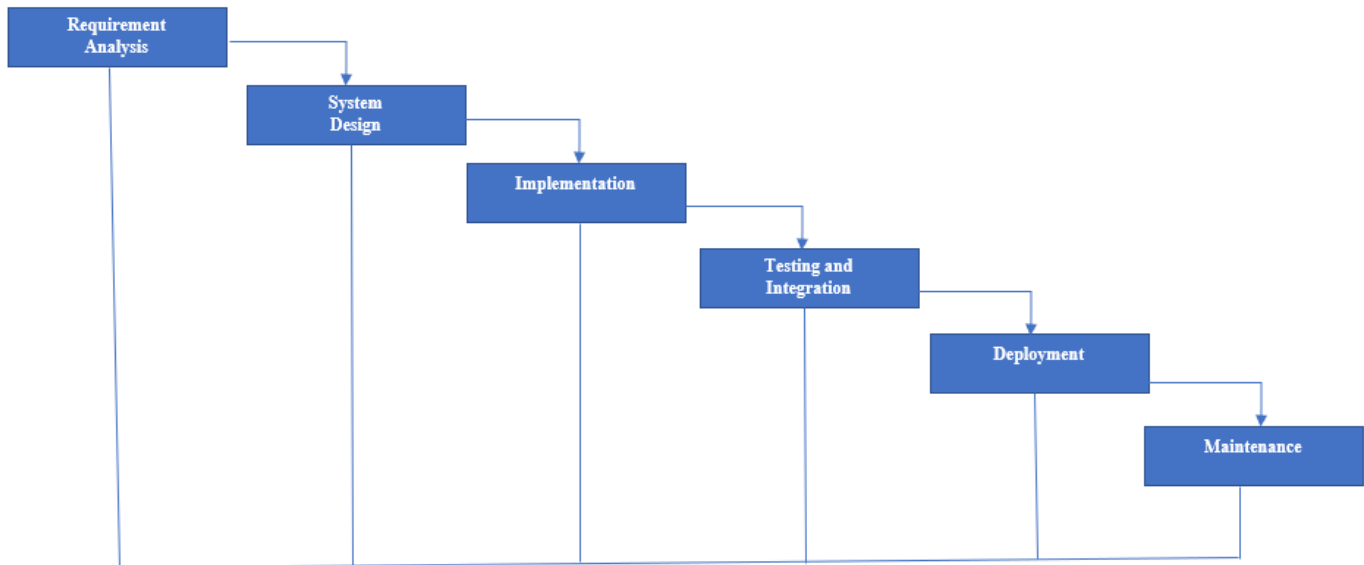 Requirement
Analysis
System
Design
Implementation
Testing and
Integration
Deployment
Maintenance